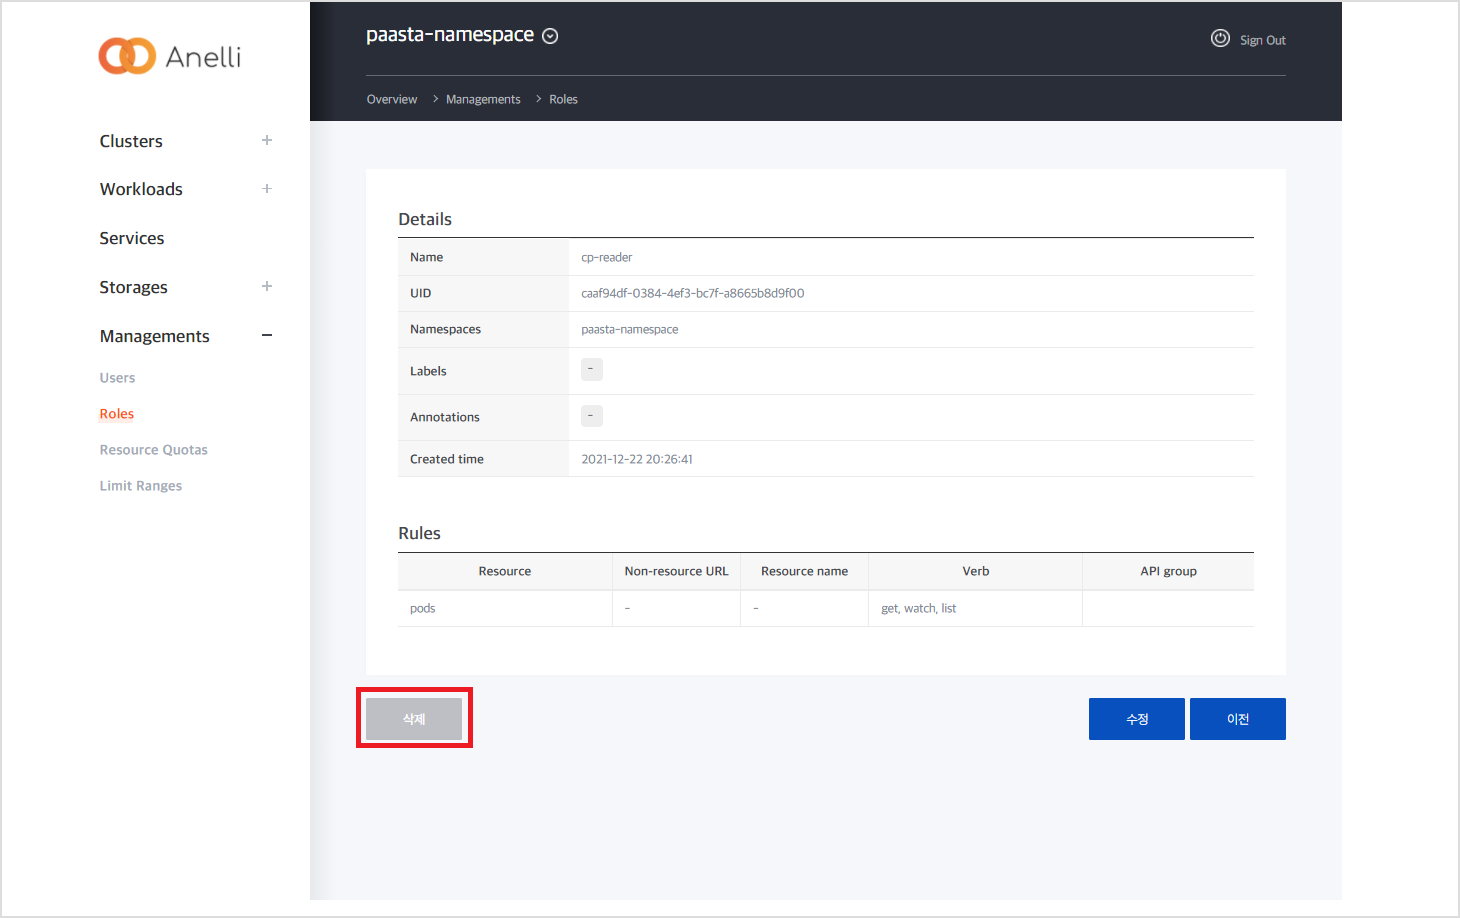 Anelli
Clusters
Workloads
Services
Storages
Managements
Users
Roles
Resource Quotas
Limit Ranges
paasta-namespace
Sign Out
Overview > Managements > Roles
Details
Name cp-reader
UID caaf94df-0384-4ef3-bc7f-a8665b8d9f00
Namespaces paasta-namespace
Labels -
Annotations -
Created time 2021-12-22 20:26:41
Rules
Resource Non-resource URL Resource name Verb API group
pods - - get, watch, list
삭제 수정 이전